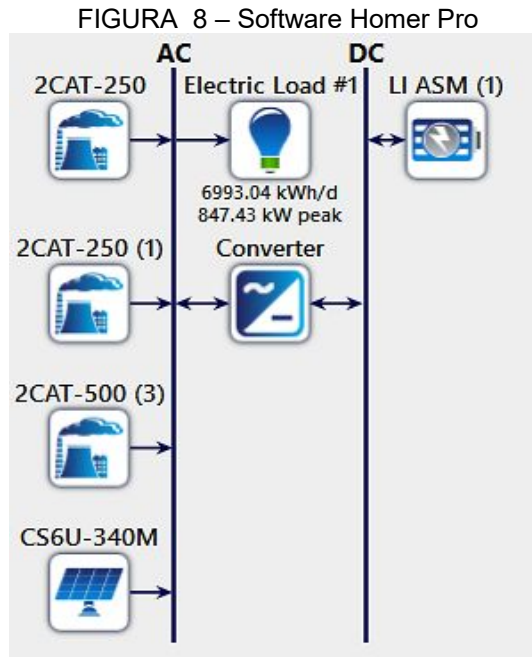 FIGURA 8 – Software Homer Pro
AC DC
2CAT-250 Electric Load #1 LI ASM (1)
6993.04 kWh/d
847.43 kW peak
2CAT-250 (1) Converter
2CAT-500 (3)
CS6U-340M